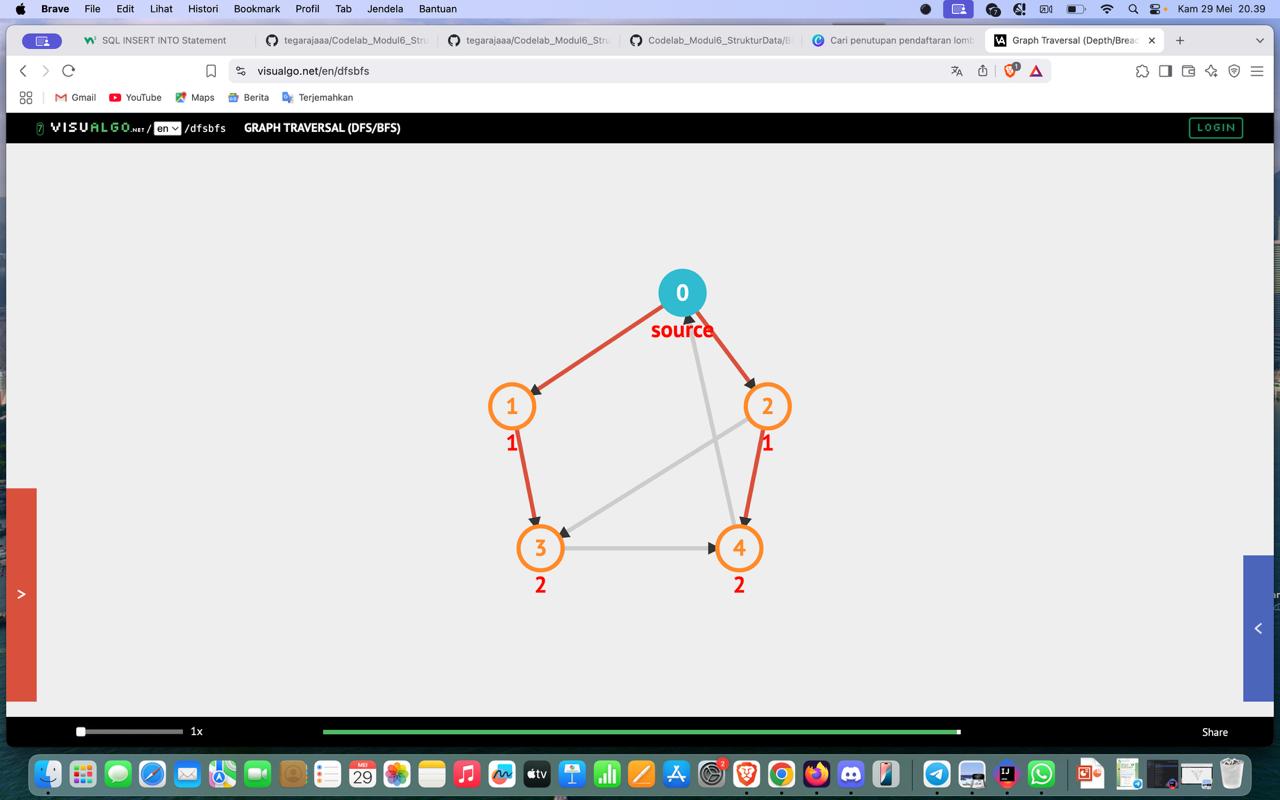 Brave File Edit Lihat Histori Bookmark Profil Tab Jendela Bantuan Kam 29 Mei 20.39
SQL INSERT INTO Statement
tegarajaaa/Codelab_Modul6_Stru
tegarajaaa/Codelab_Modul6_Stru
Codelab_Modul6_StrukturData/B
Cari penutupan pendaftaran lomb
Graph Traversal (Depth/Breac
visualgo.net/en/dfsbfs
1
Gmail YouTube Maps Berita Terjemahkan
7 VISUALGO.NET / en /dfsbfs GRAPH TRAVERSAL (DFS/BFS) LOGIN
0
source
1 2
1 1
3 4
2 2
> <
1x Share
MEI
29
tv
2